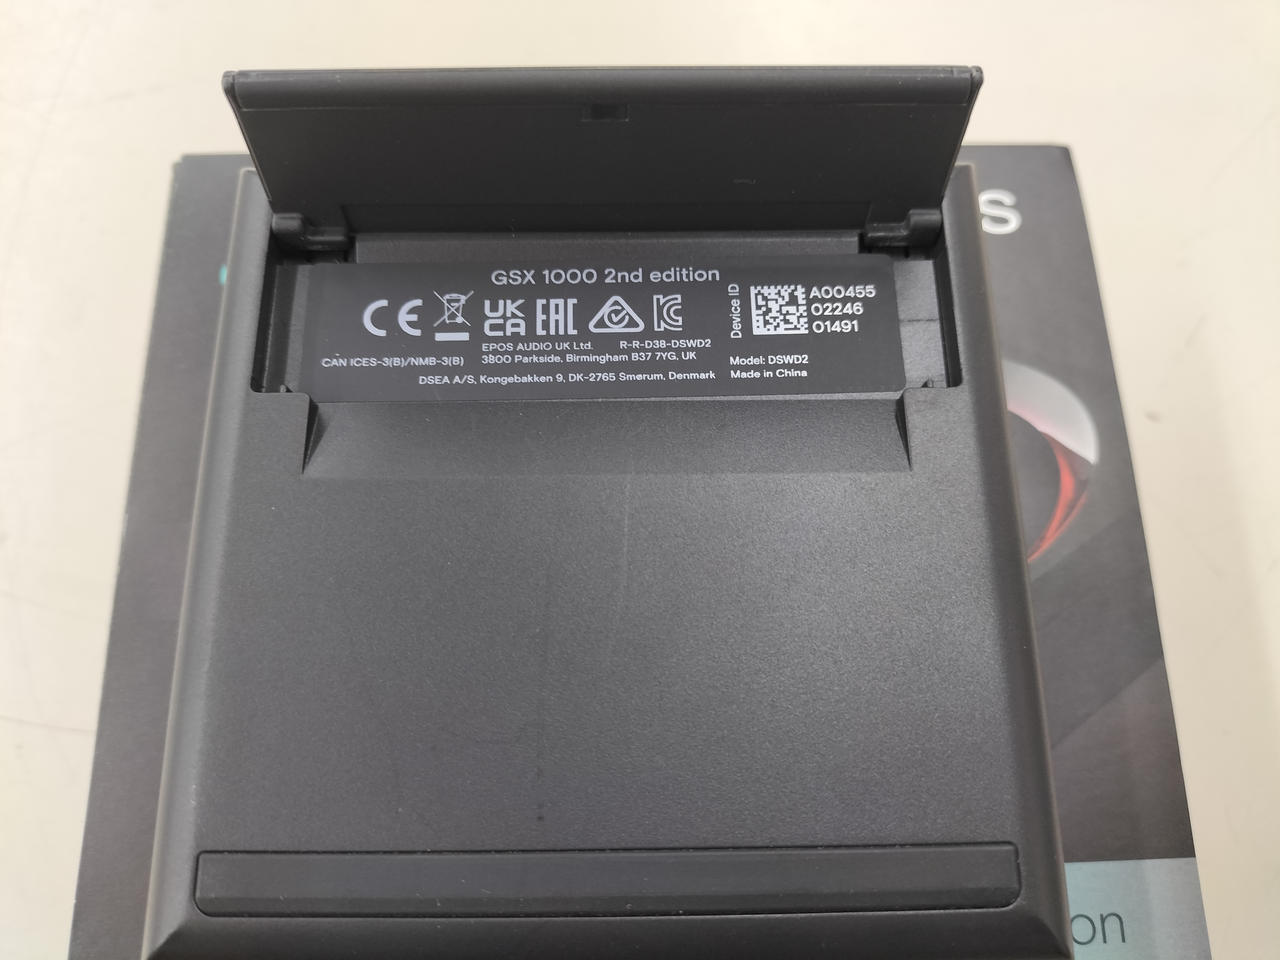 S
GSX 1000 2nd edition
CE
UK
CA
EAC
Device ID
A00455
02246
01491
EPOS AUDIO UK Ltd.
R-R-D38-DSWD2
CAN ICES-3(B)/NMB-3(B)
3800 Parkside, Birmingham B37 7YG, UK
DSEA A/S, Kongebakken 9, DK-2765 Smørum, Denmark
Model: DSWD2
Made in China
on